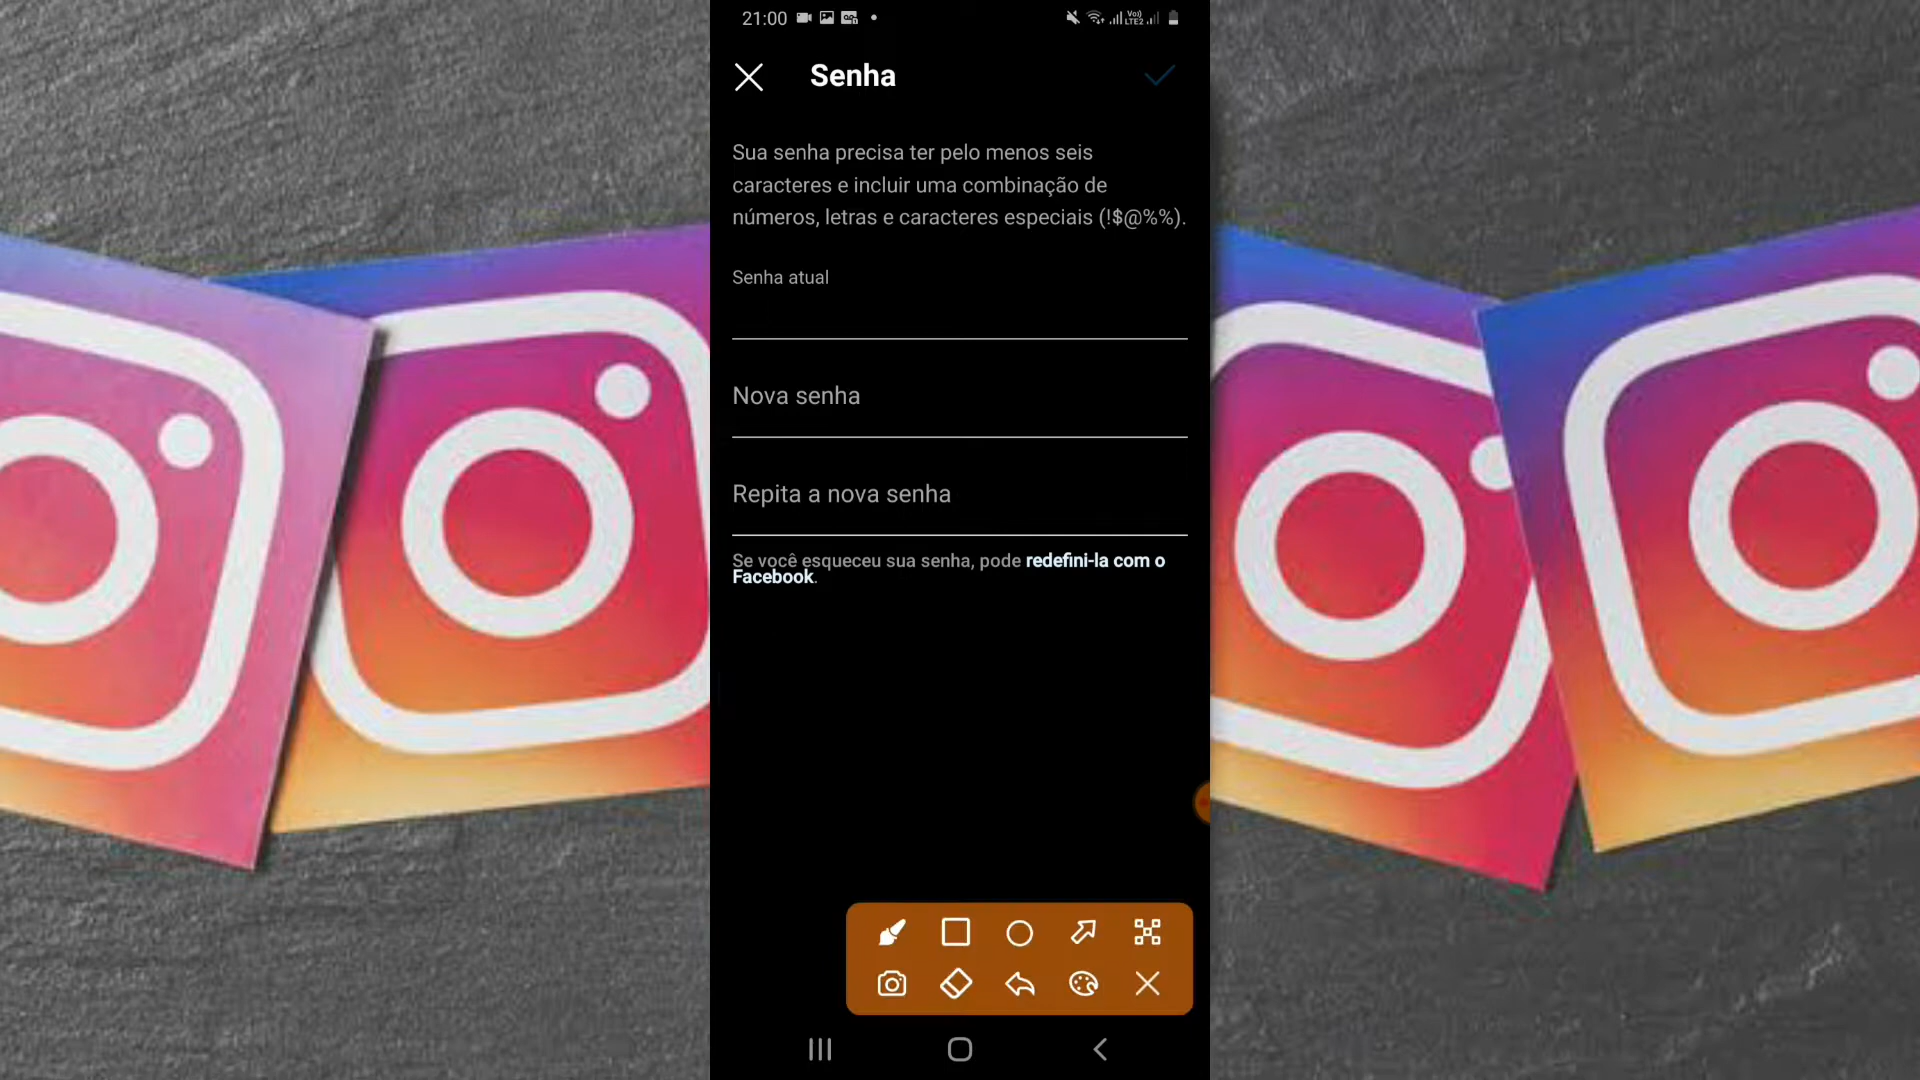 21:00
Senha
Sua senha precisa ter pelo menos seis
caracteres e incluir uma combinação de
números, letras e caracteres especiais (!$@%%).
Senha atual
Nova senha
Repita a nova senha
Se você esqueceu sua senha, pode redefini-la com o
Facebook.